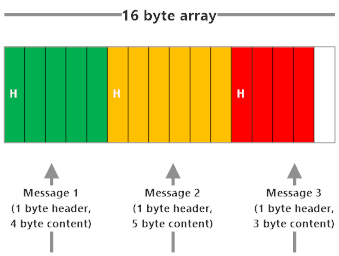 16 byte array
H H H
Message 1 Message 2 Message 3
(1 byte header, (1 byte header, (1 byte header,
4 byte content) 5 byte content) 3 byte content)